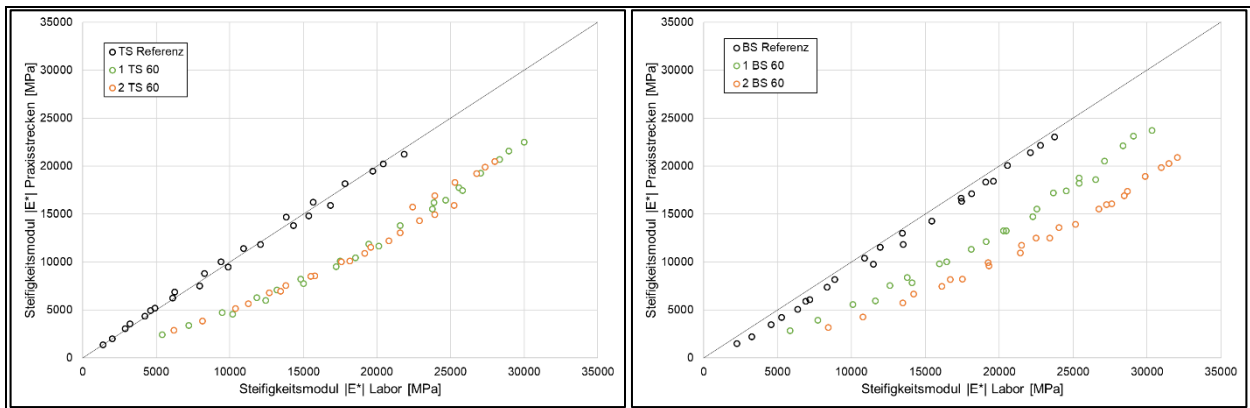 35000
30000
25000
20000
15000
10000
5000
0
Steifigkeitsmodul |E*| Praxisstrecken [MPa]
TS Referenz
1 TS 60
2 TS 60
0 5000 10000 15000 20000 25000 30000 35000
Steifigkeitsmodul |E*| Labor [MPa]
35000
30000
25000
20000
15000
10000
5000
0
Steifigkeitsmodul |E*| Praxisstrecken [MPa]
BS Referenz
1 BS 60
2 BS 60
0 5000 10000 15000 20000 25000 30000 35000
Steifigkeitsmodul |E*| Labor [MPa]